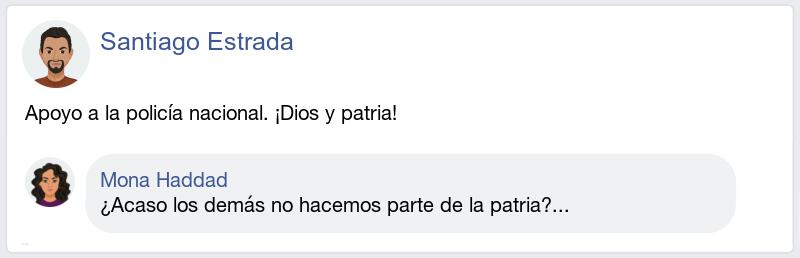 Santiago Estrada
Apoyo a la policía nacional. ¡Dios y patria!
Mona Haddad
¿Acaso los demás no hacemos parte de la patria?...